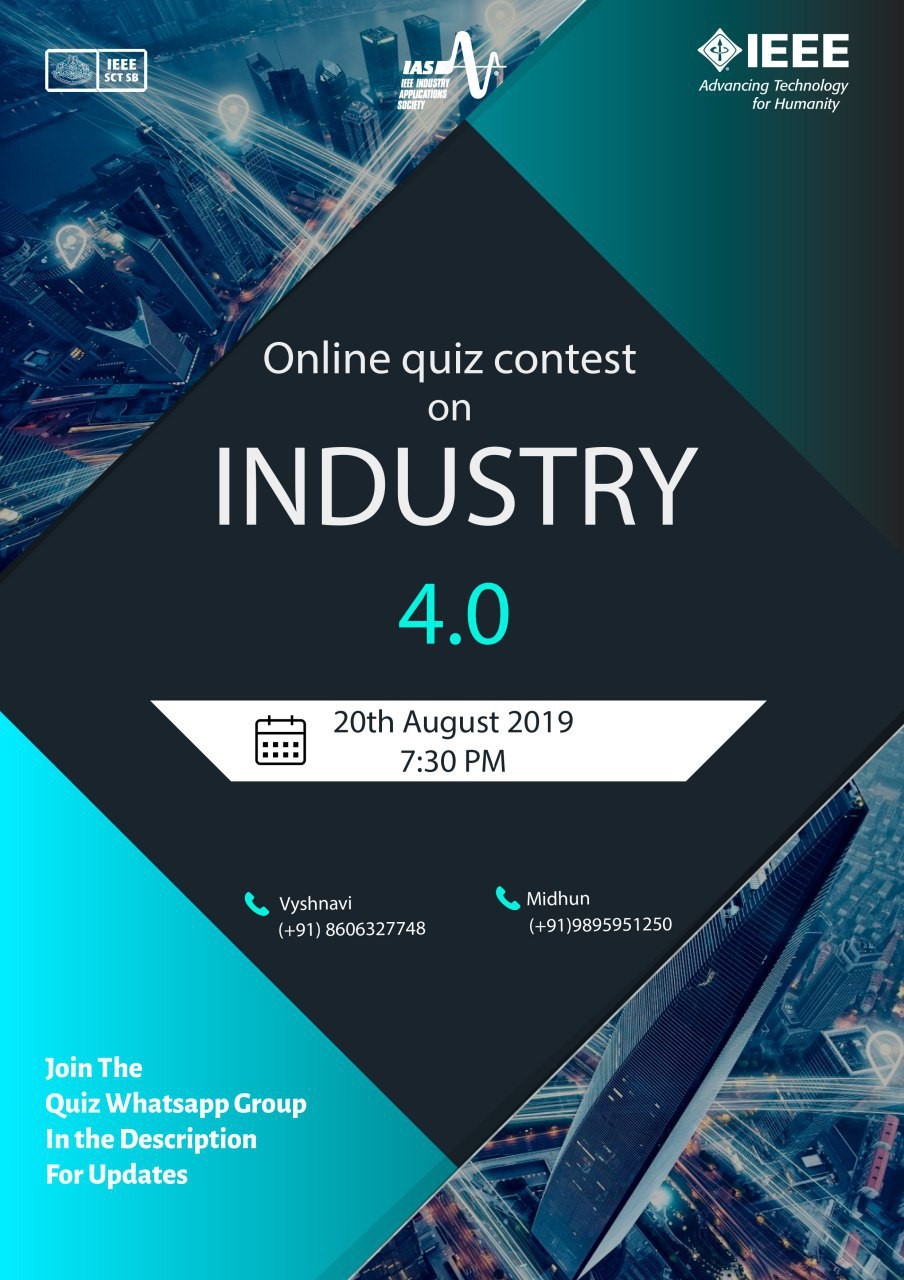 IEEE
SCT SB
IAS
IEEE INDUSTRY
APPLICATIONS
SOCIETY
IEEE
Advancing Technology
for Humanity
Online quiz contest
on
INDUSTRY
4.0
20th August 2019
7:30 PM
Vyshnavi
(+91) 8606327748
Midhun
(+91)9895951250
Join The
Quiz Whatsapp Group
In the Description
For Updates